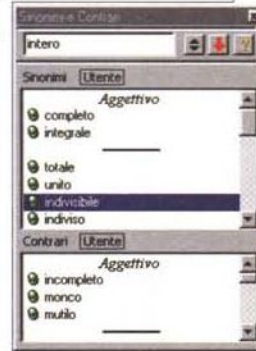 Sinonimi e Contrari
intero
Sinonimi Utente
Aggettivo
completo
integrale
totale
unito
indivisibile
indiviso
Contrari Utente
Aggettivo
incompleto
monco
mutilo